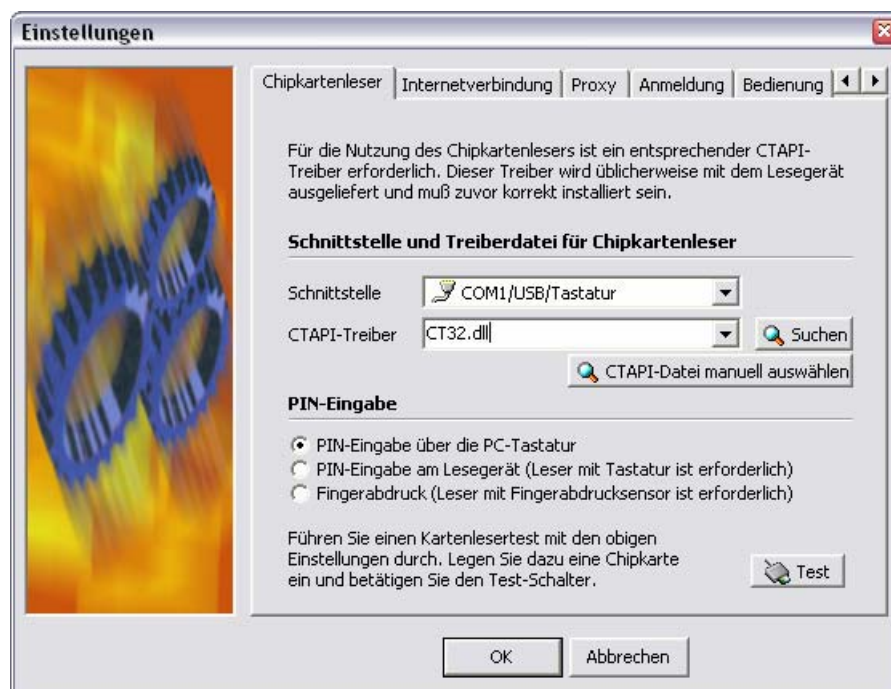 Einstellungen
Chipkartenleser Internetverbindung Proxy Anmeldung Bedienung
Für die Nutzung des Chipkartenlesers ist ein entsprechender CTAPI-
Treiber erforderlich. Dieser Treiber wird üblicherweise mit dem Lesegerät
ausgeliefert und muß zuvor korrekt installiert sein.
Schnittstelle und Treiberdatei für Chipkartenleser
Schnittstelle COM1/USB/Tastatur
CTAPI-Treiber CT32.dll Suchen
CTAPI-Datei manuell auswählen
PIN-Eingabe
PIN-Eingabe über die PC-Tastatur
PIN-Eingabe am Lesegerät (Leser mit Tastatur ist erforderlich)
Fingerabdruck (Leser mit Fingerabdrucksensor ist erforderlich)
Führen Sie einen Kartenlesertest mit den obigen
Einstellungen durch. Legen Sie dazu eine Chipkarte
ein und betätigen Sie den Test-Schalter.
Test
OK Abbrechen